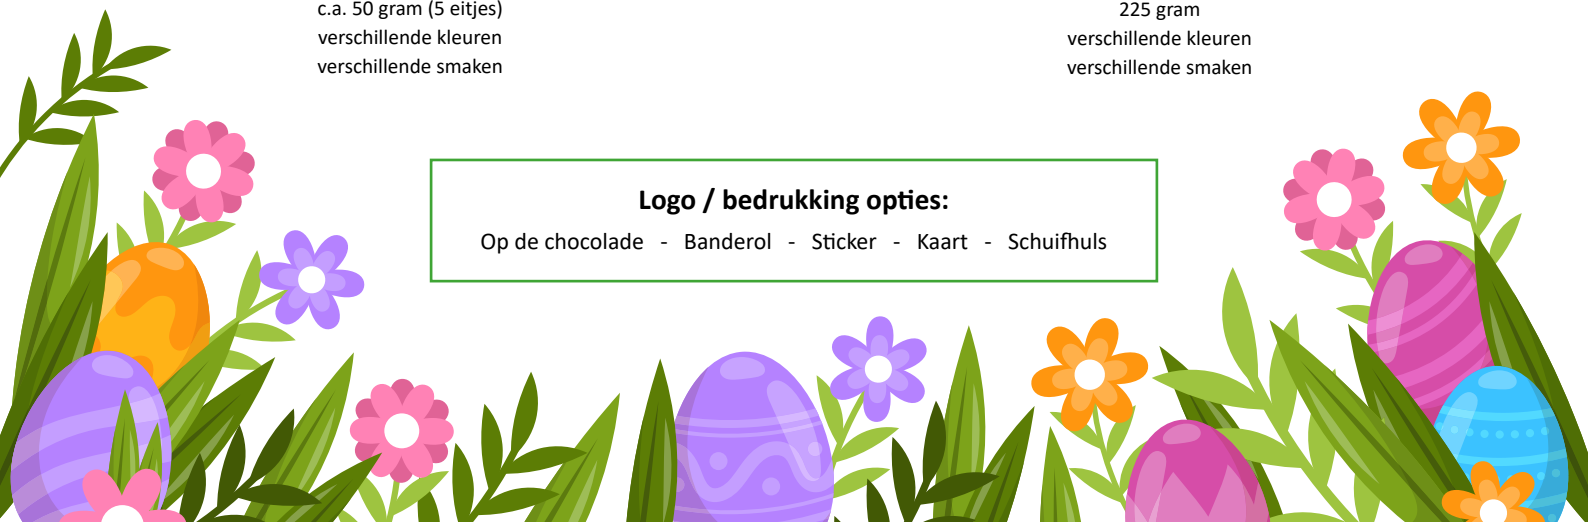 c.a. 50 gram (5 eitjes)
verschillende kleuren
verschillende smaken
225 gram
verschillende kleuren
verschillende smaken
Logo / bedrukking opties:
Op de chocolade - Banderol - Sticker - Kaart - Schuifhuls